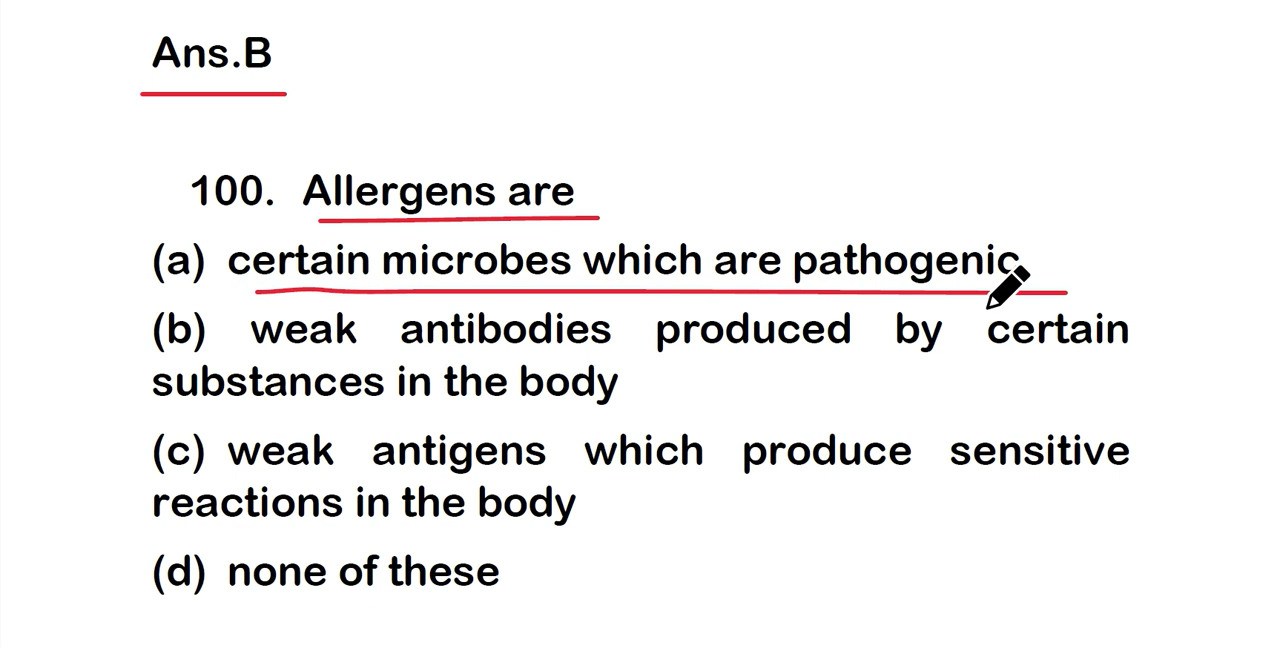 Ans.B
100. Allergens are
(a) certain microbes which are pathogenic
(b) weak antibodies produced by certain
substances in the body
(c) weak antigens which produce sensitive
reactions in the body
(d) none of these